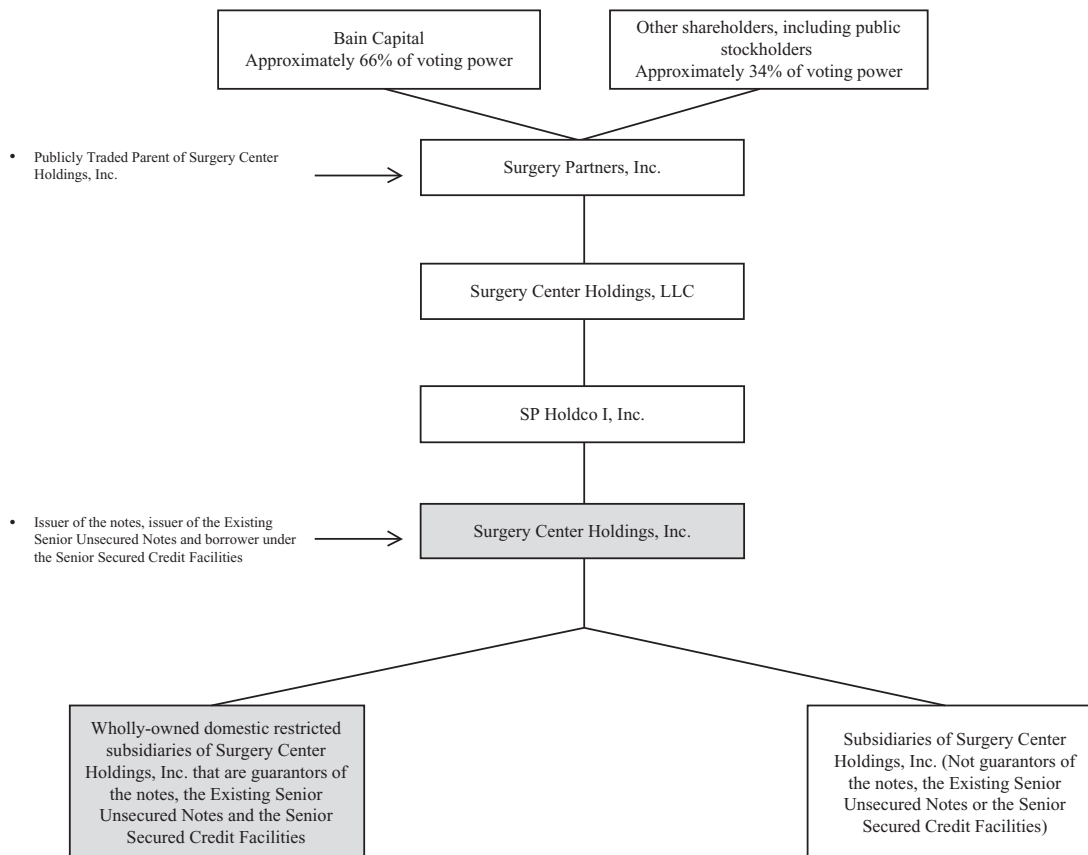 Bain Capital
Approximately 66% of voting power
Other shareholders, including public
stockholders
Approximately 34% of voting power
• Publicly Traded Parent of Surgery Center
Holdings, Inc.
Surgery Partners, Inc.
Surgery Center Holdings, LLC
SP Holdco I, Inc.
• Issuer of the notes, issuer of the Existing
Senior Unsecured Notes and borrower under
the Senior Secured Credit Facilities
Surgery Center Holdings, Inc.
Wholly-owned domestic restricted
subsidiaries of Surgery Center
Holdings, Inc. that are guarantors of
the notes, the Existing Senior
Unsecured Notes and the Senior
Secured Credit Facilities
Subsidiaries of Surgery Center
Holdings, Inc. (Not guarantors of
the notes, the Existing Senior
Unsecured Notes or the Senior
Secured Credit Facilities)